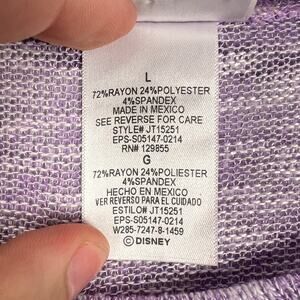 L
72%RAYON 24%POLYESTER
4%SPANDEX
MADE IN MEXICO
SEE REVERSE FOR CARE
STYLE# JT15251
EPS-S05147-0214
RN# 129855
G
72%RAYON 24%POLIESTER
4%SPANDEX
HECHO EN MEXICO
VER REVERSO PARA EL CUIDADO
ESTILO# JT15251
EPS-S05147-0214
W285-7247-8-1459
©DISNEY